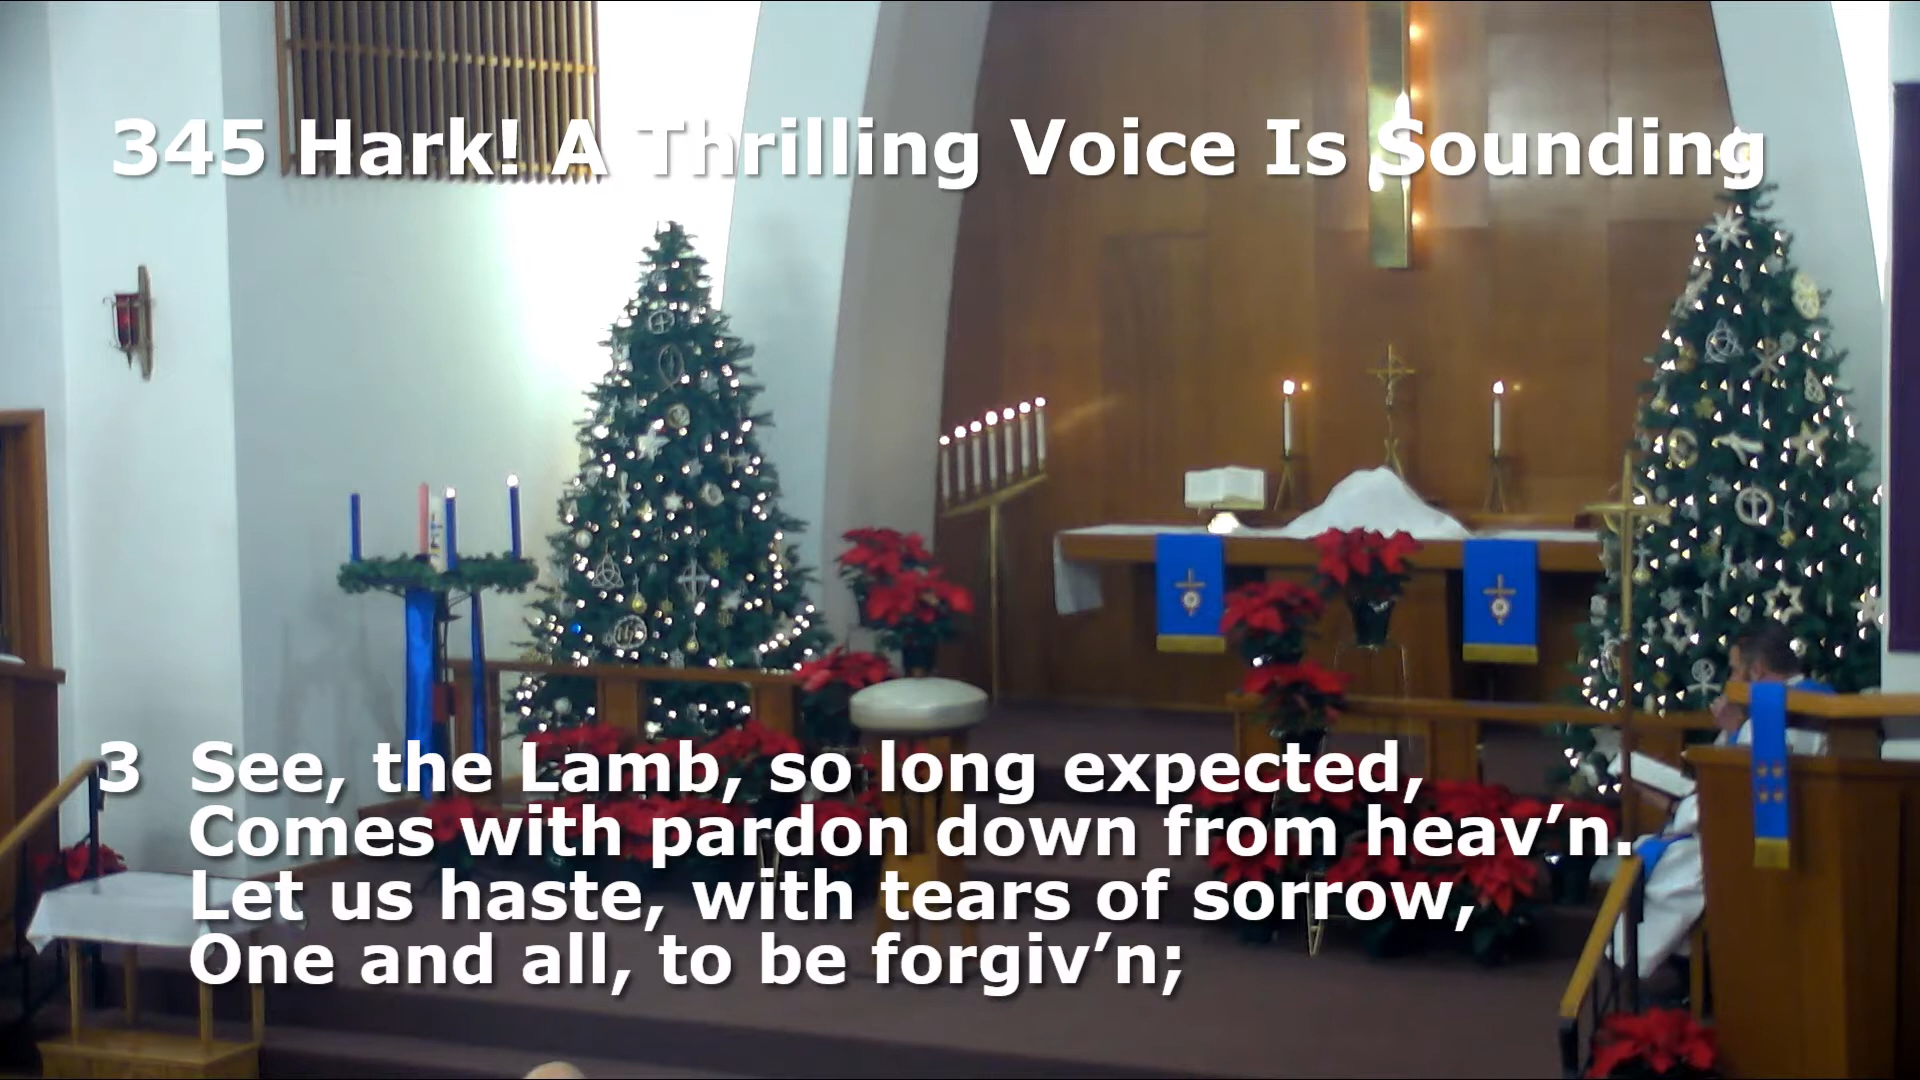 345 Hark! A Thrilling Voice Is Sounding
3 See, the Lamb, so long expected,
Comes with pardon down from heav’n.
Let us haste, with tears of sorrow,
One and all, to be forgiv’n;